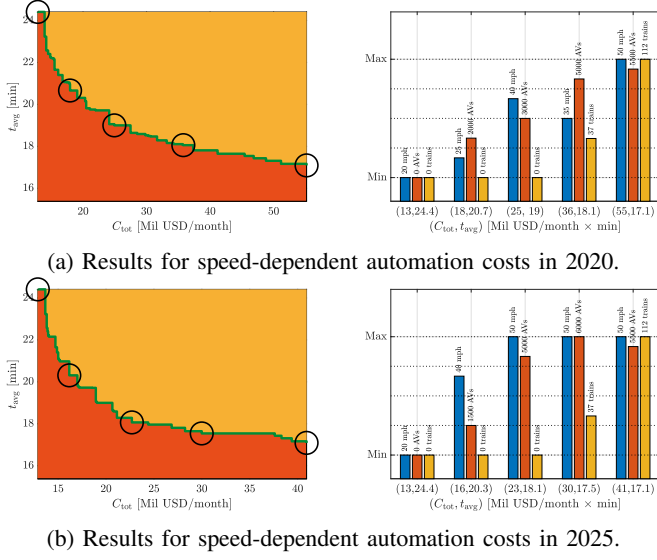 24
22
20
18
16
t_avg [min]
20
30
40
50
C_tot [Mil USD/month]
Max
Min
20 mph
0 AVs
0 trains
25 mph
2000 AVs
0 trains
40 mph
3000 AVs
0 trains
35 mph
5000 AVs
37 trains
50 mph
5500 AVs
112 trains
(13,24.4) (18,20.7) (25, 19) (36,18.1) (55,17.1)
(C_tot, t_avg) [Mil USD/month × min]
(a) Results for speed-dependent automation costs in 2020.
24
22
20
18
16
t_avg [min]
15
20
25
30
35
40
C_tot [Mil USD/month]
Max
Min
20 mph
0 AVs
0 trains
40 mph
1500 AVs
0 trains
50 mph
5000 AVs
0 trains
50 mph
6000 AVs
37 trains
50 mph
5500 AVs
112 trains
(13,24.4) (16,20.3) (23,18.1) (30,17.5) (41,17.1)
(C_tot, t_avg) [Mil USD/month × min]
(b) Results for speed-dependent automation costs in 2025.